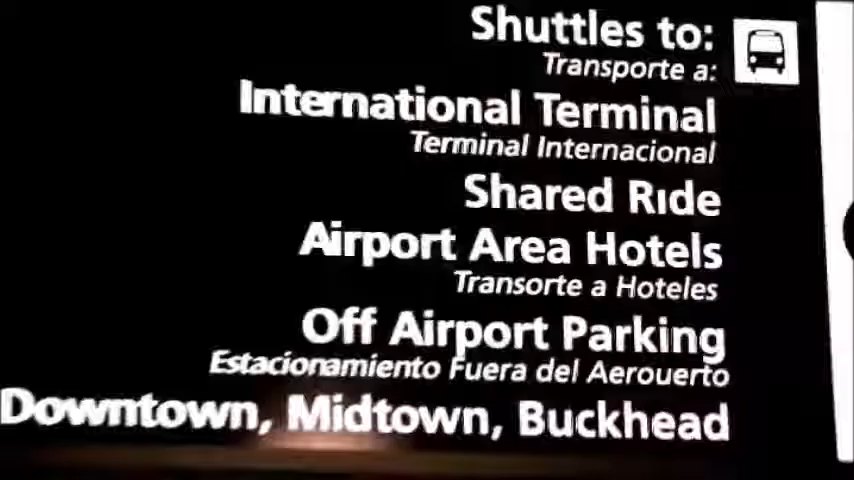 Shuttles to:
Transporte a:
International Terminal
Terminal Internacional
Shared Ride
Airport Area Hotels
Transorte a Hoteles
Off Airport Parking
Estacionamiento Fuera del Aerouerto
Downtown, Midtown, Buckhead